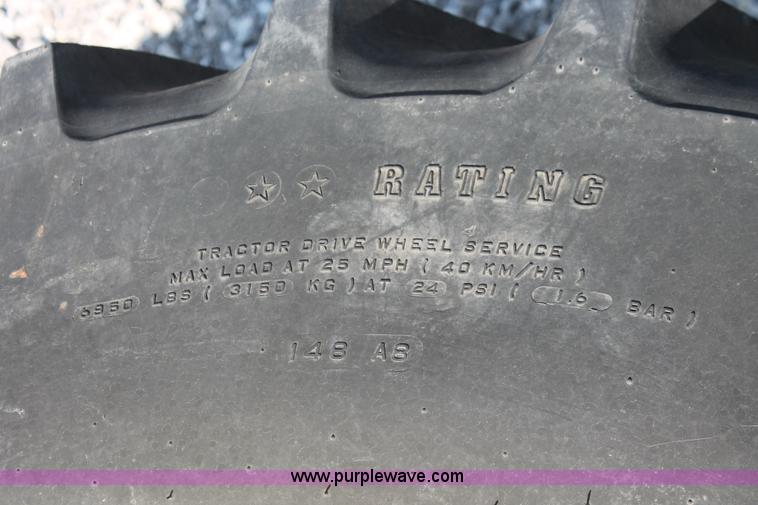 ☆ ☆ RATING
TRACTOR DRIVE WHEEL SERVICE
MAX LOAD AT 25 MPH ( 40 KM/HR )
6950 LBS ( 3150 KG ) AT 24 PSI ( 1.6 BAR )
148 A8
www.purplewave.com